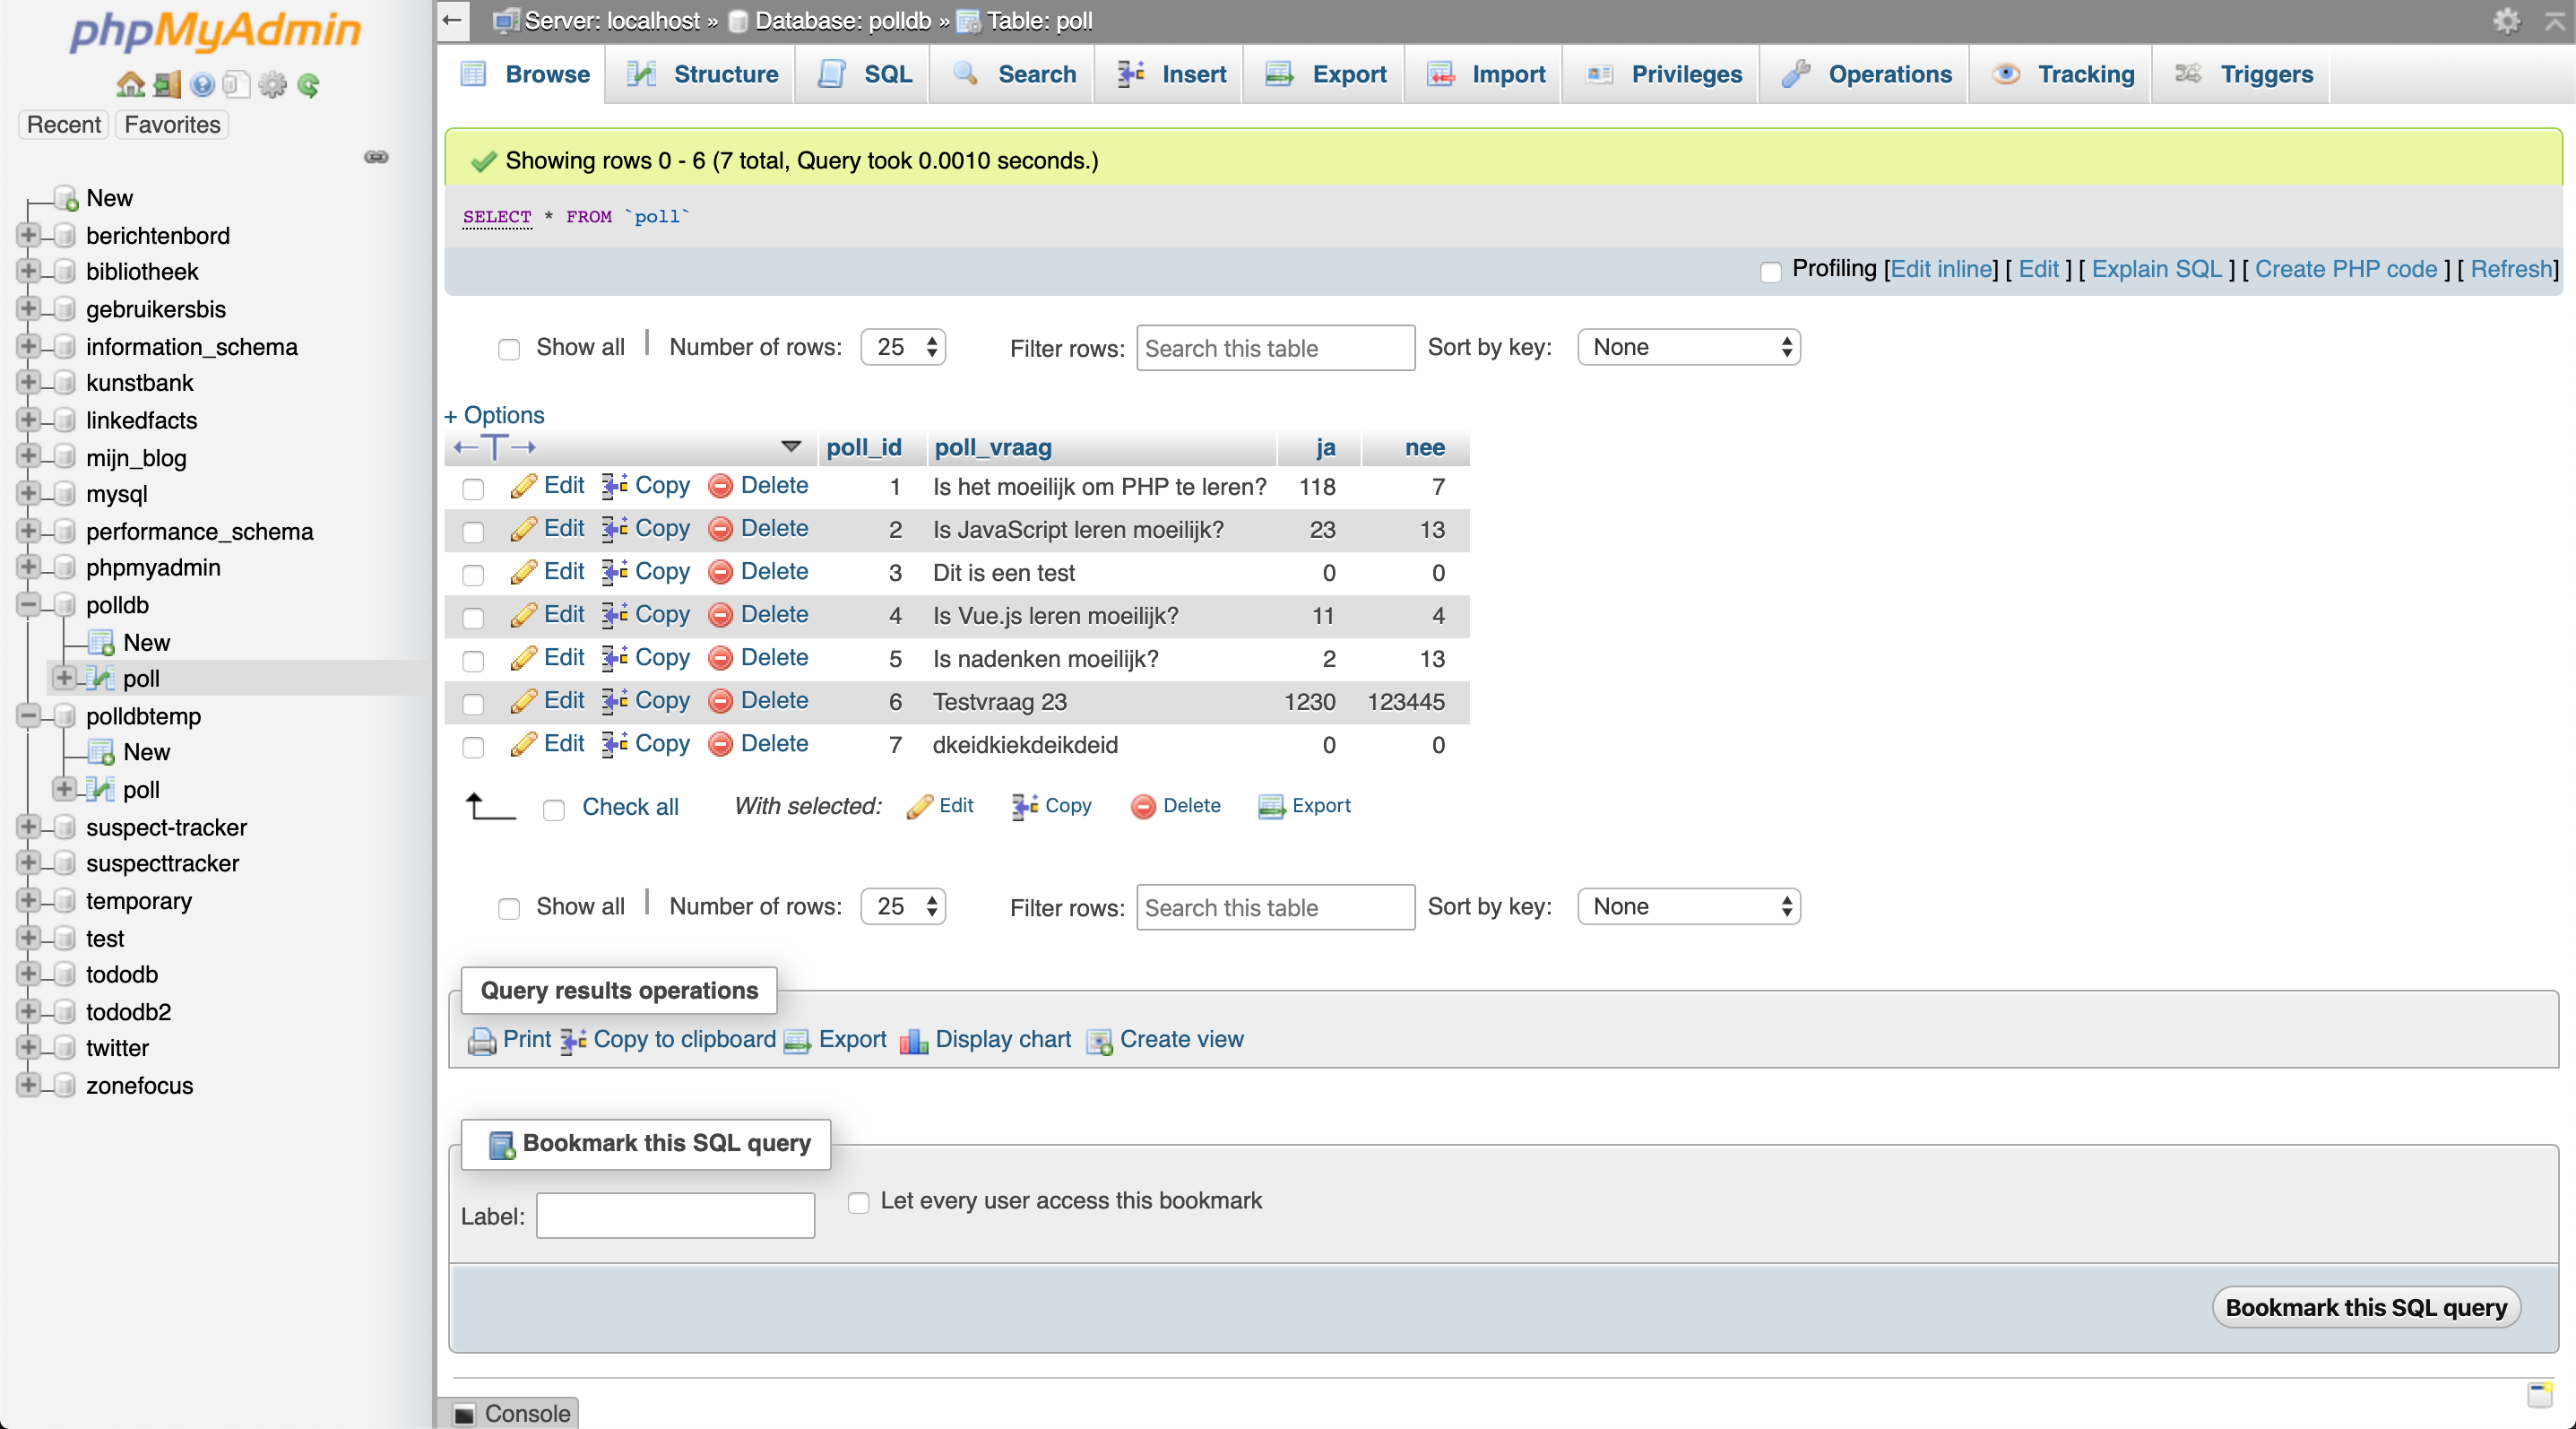 phpMyAdmin
Recent Favorites
New
berichtenbord
bibliotheek
gebruikersbis
information_schema
kunstbank
linkedfacts
mijn_blog
mysql
performance_schema
phpmyadmin
polldb
New
poll
polldbtemp
New
poll
suspect-tracker
suspecttracker
temporary
test
tododb
tododb2
twitter
zonefocus
Server: localhost » Database: polldb » Table: poll
Browse Structure SQL Search Insert Export Import Privileges Operations Tracking Triggers
Showing rows 0 - 6 (7 total, Query took 0.0010 seconds.)
SELECT * FROM `poll`
Profiling [Edit inline] [ Edit ] [ Explain SQL ] [ Create PHP code ] [ Refresh]
Show all | Number of rows: 25 Filter rows: Search this table Sort by key: None
+ Options
←T→ poll_id poll_vraag ja nee
Edit Copy Delete 1 Is het moeilijk om PHP te leren? 118 7
Edit Copy Delete 2 Is JavaScript leren moeilijk? 23 13
Edit Copy Delete 3 Dit is een test 0 0
Edit Copy Delete 4 Is Vue.js leren moeilijk? 11 4
Edit Copy Delete 5 Is nadenken moeilijk? 2 13
Edit Copy Delete 6 Testvraag 23 1230 123445
Edit Copy Delete 7 dkeidkiekdeikdeid 0 0
Check all With selected: Edit Copy Delete Export
Show all | Number of rows: 25 Filter rows: Search this table Sort by key: None
Query results operations
Print Copy to clipboard Export Display chart Create view
Bookmark this SQL query
Label: Let every user access this bookmark
Bookmark this SQL query
Console